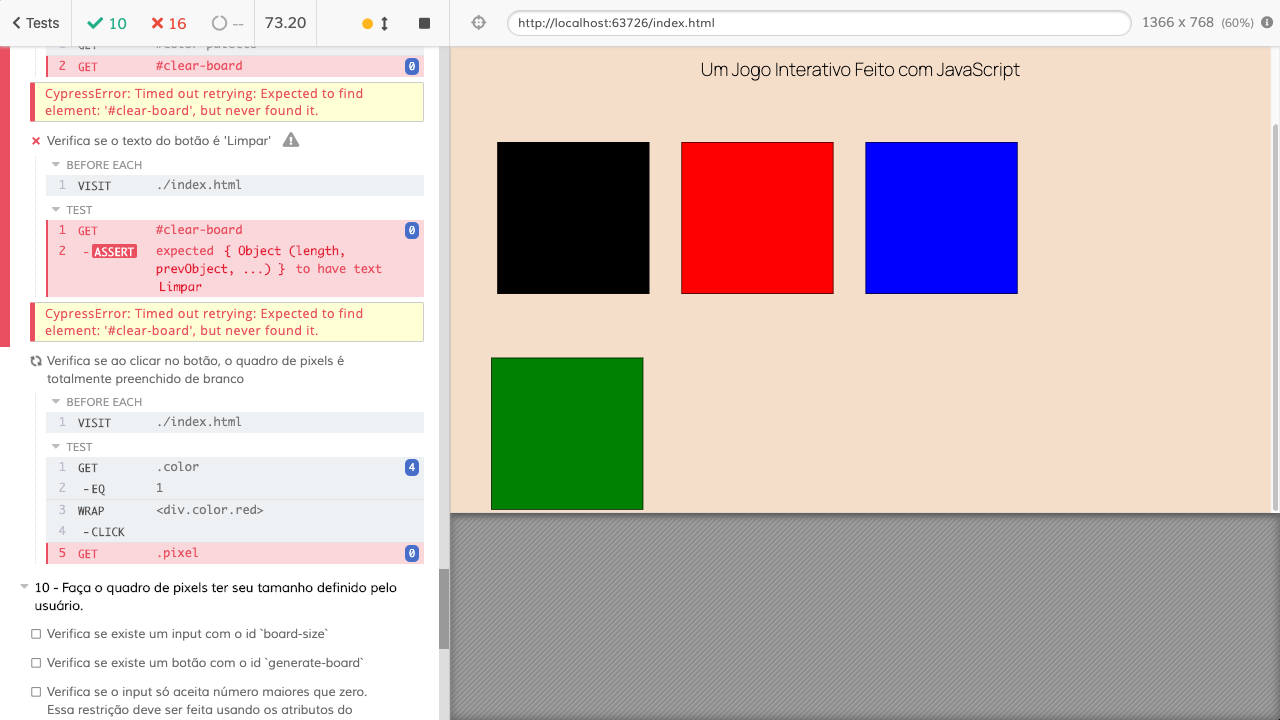 Tests
10
16
--
73.20
http://localhost:63726/index.html
1366 x 768 (60%)
2 GET #clear-board 0
CypressError: Timed out retrying: Expected to find
element: '#clear-board', but never found it.
Verifica se o texto do botão é 'Limpar'
BEFORE EACH
1 VISIT ./index.html
TEST
1 GET #clear-board 0
2 -ASSERT expected { Object (length,
prevObject, ...) } to have text
Limpar
CypressError: Timed out retrying: Expected to find
element: '#clear-board', but never found it.
Verifica se ao clicar no botão, o quadro de pixels é
totalmente preenchido de branco
BEFORE EACH
1 VISIT ./index.html
TEST
1 GET .color 4
2 -EQ 1
3 WRAP <div.color.red>
4 -CLICK
5 GET .pixel 0
10 - Faça o quadro de pixels ter seu tamanho definido pelo
usuário.
Verifica se existe um input com o id `board-size`
Verifica se existe um botão com o id `generate-board`
Verifica se o input só aceita número maiores que zero.
Essa restrição deve ser feita usando os atributos do
Um Jogo Interativo Feito com JavaScript